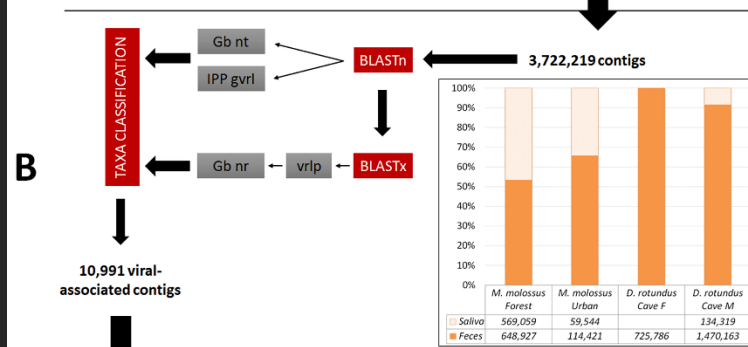 Gb nt
BLASTn
3,722,219 contigs
IPP gvrl
TAXA CLASSIFICATION
B
Gb nr
vrlp
BLASTx
10,991 viral-
associated contigs
100%
90%
80%
70%
60%
50%
40%
30%
20%
10%
0%
M. molossus Forest
M. molossus Urban
D. rotundus Cave F
D. rotundus Cave M
Saliva 569,059 59,544 134,319
Feces 648,927 114,421 725,786 1,470,163